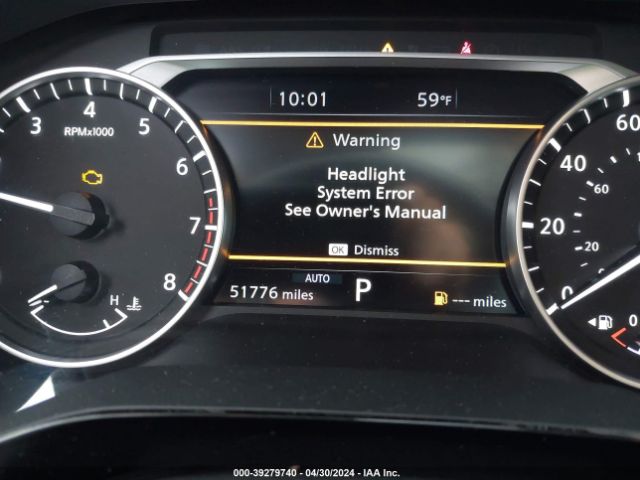 10:01 59°F
Warning
Headlight
System Error
See Owner's Manual
OK Dismiss
AUTO
51776 miles P --- miles
3 4 5 6 7 8
RPMx1000
H
0 20 40 60
20 60
0
000-39279740 - 04/30/2024 - IAA Inc.